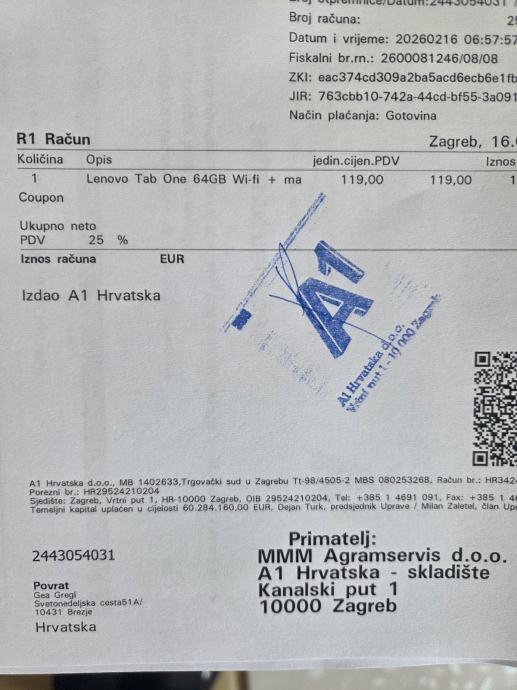 Broj računa:
Datum i vrijeme: 20260216 06:57:57
Fiskalni br.rn.: 2600081246/08/08
ZKI: eac374cd309a2ba5acd6ecb6e1fb
JIR: 763cbb10-742a-44cd-bf55-3a091
Način plaćanja: Gotovina
R1 Račun Zagreb, 16.
Količina Opis jedin.cijen.PDV Iznos
1 Lenovo Tab One 64GB Wi-fi + ma 119,00 119,00 1
Coupon
Ukupno neto
PDV 25 %
Iznos računa EUR
Izdao A1 Hrvatska
A1
A1 Hrvatska d.o.o.
Vrtni put 1 - 10 000 Zagreb
A1 Hrvatska d.o.o., MB 1402633,Trgovački sud u Zagrebu Tt-98/4505-2 MBS 080253268, Račun br.: HR342
Porezni br.: HR29524210204
Sjedište: Zagreb, Vrtni put 1, HR-10000 Zagreb, OIB 29524210204, Tel: +385 1 4691 091, Fax: +385 1 4
Temeljni kapital uplaćen u cijelosti 60.284.160,00 EUR, Dejan Turk, predsjednik Uprave / Milan Zaletel, član Upr
Primatelj:
MMM Agramservis d.o.o.
A1 Hrvatska - skladište
Kanalski put 1
10000 Zagreb
2443054031
Povrat
Gea Gregl
Svetonedeljska cesta51A/
10431 Brezje
Hrvatska